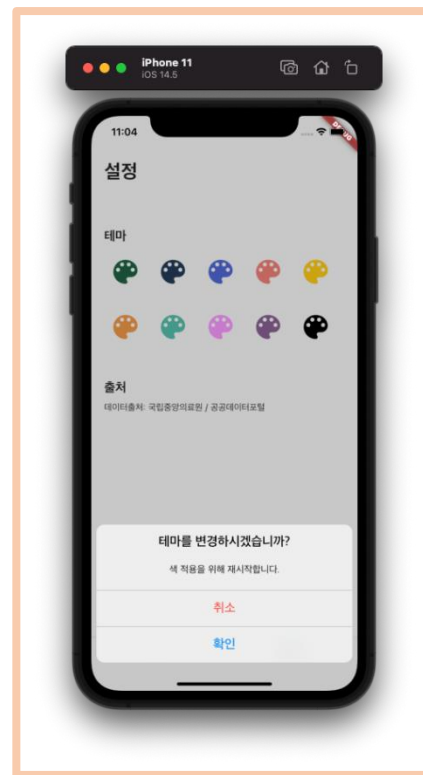 iPhone 11
iOS 14.5
11:04
DEBUG
설정
테마
출처
데이터출처: 국립중앙의료원 / 공공데이터포털
테마를 변경하시겠습니까?
색 적용을 위해 재시작합니다.
취소
확인